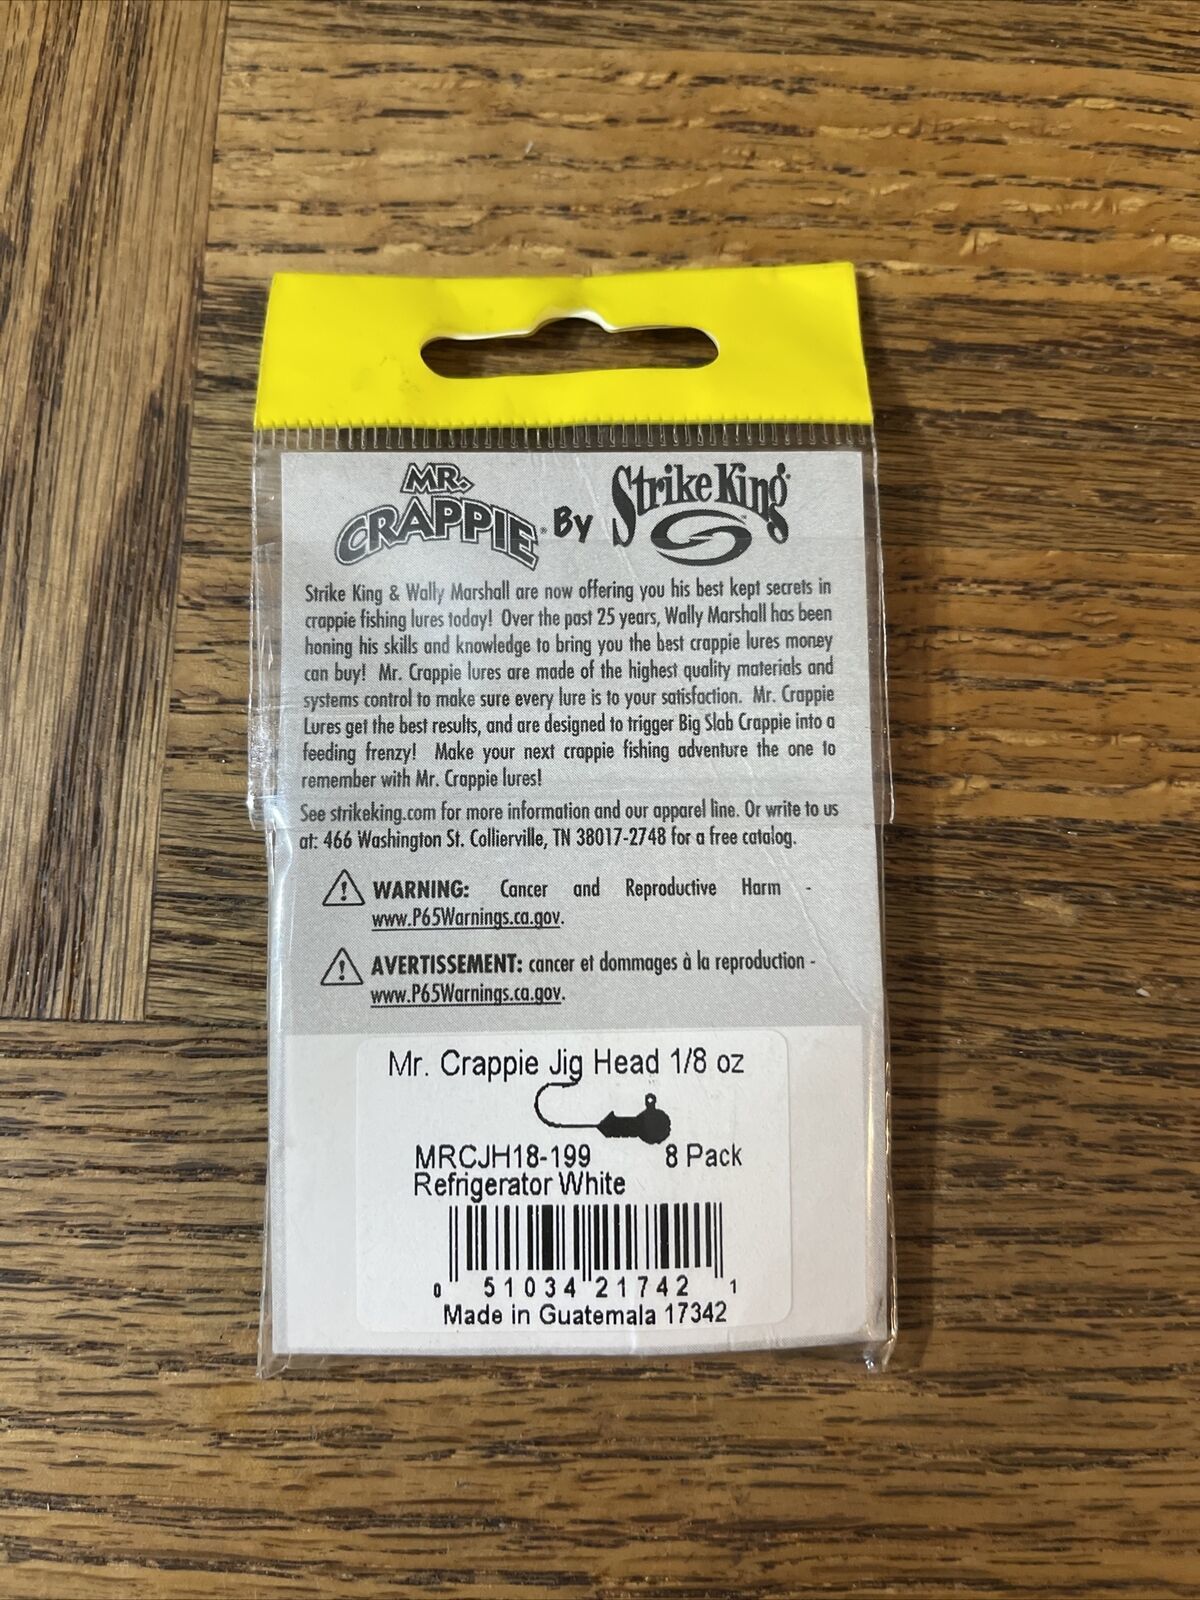 MR. CRAPPIE® By Strike King®
Strike King & Wally Marshall are now offering you his best kept secrets in
crappie fishing lures today! Over the past 25 years, Wally Marshall has been
honing his skills and knowledge to bring you the best crappie lures money
can buy! Mr. Crappie lures are made of the highest quality materials and
systems control to make sure every lure is to your satisfaction. Mr. Crappie
Lures get the best results, and are designed to trigger Big Slab Crappie into a
feeding frenzy! Make your next crappie fishing adventure the one to
remember with Mr. Crappie lures!
See strikeking.com for more information and our apparel line. Or write to us
at: 466 Washington St. Collierville, TN 38017-2748 for a free catalog.
WARNING: Cancer and Reproductive Harm -
www.P65Warnings.ca.gov.
AVERTISSEMENT: cancer et dommages à la reproduction -
www.P65Warnings.ca.gov.
Mr. Crappie Jig Head 1/8 oz
MRCJH18-199 8 Pack
Refrigerator White
0 51034 21742 1
Made in Guatemala 17342